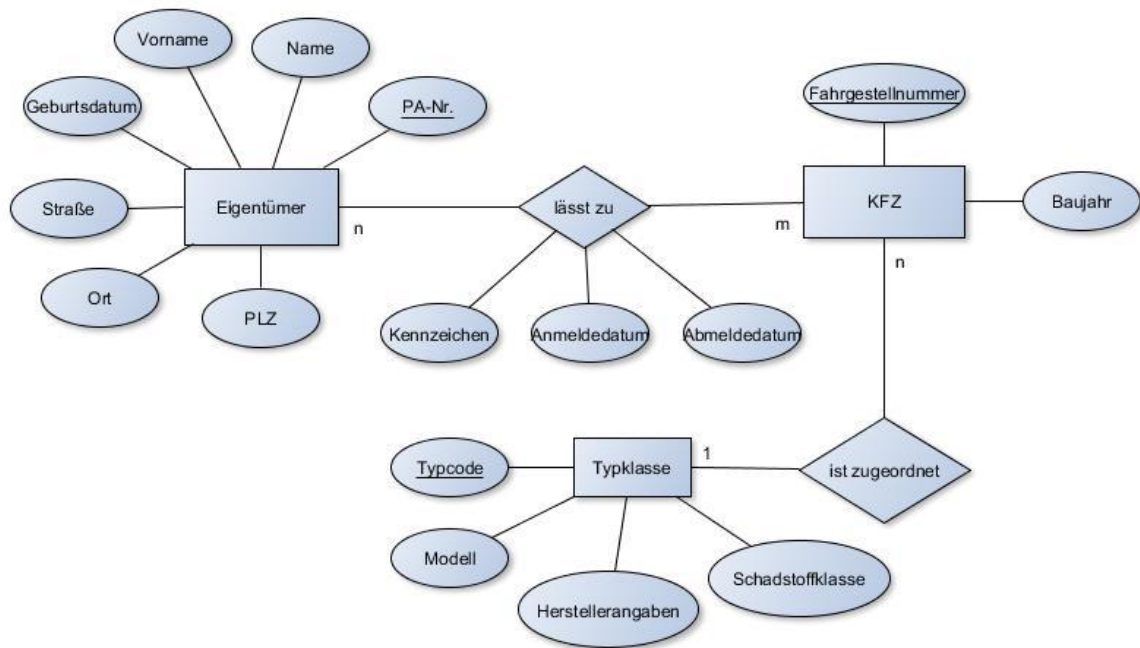 Vorname
Name
Geburtsdatum
PA-Nr.
Fahrgestellnummer
Straße
Eigentümer
n
lässt zu
m
KFZ
n
Baujahr
Ort
PLZ
Kennzeichen
Anmeldedatum
Abmeldedatum
Typcode
Typklasse
1
ist zugeordnet
Modell
Herstellerangaben
Schadstoffklasse